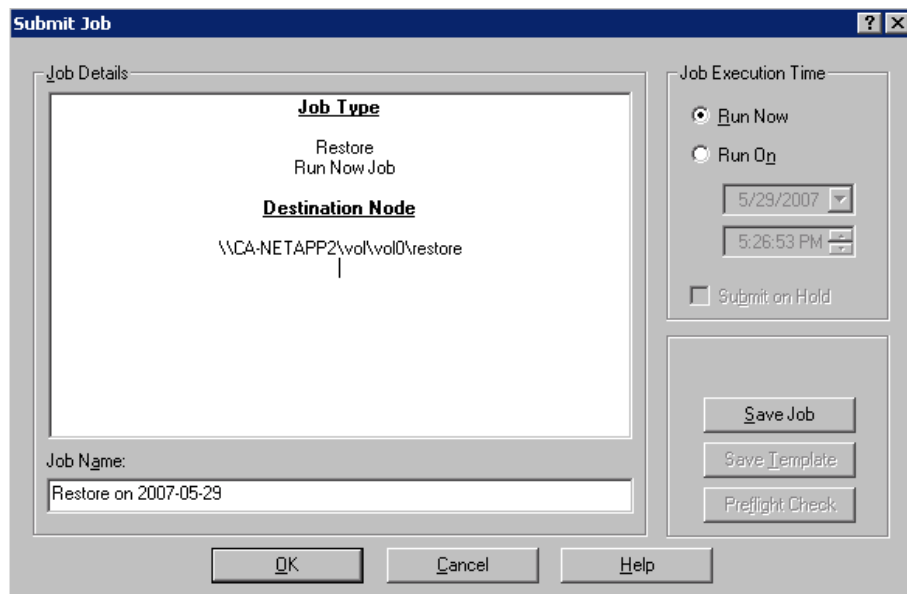 Submit Job
Job Details
Job Type
Restore
Run Now Job
Destination Node
\\CA-NETAPP2\vol\vol0\restore
Job Name:
Restore on 2007-05-29
Job Execution Time
Run Now
Run On
5/29/2007
5:26:53 PM
Submit on Hold
Save Job
Save Template
Preflight Check
OK
Cancel
Help